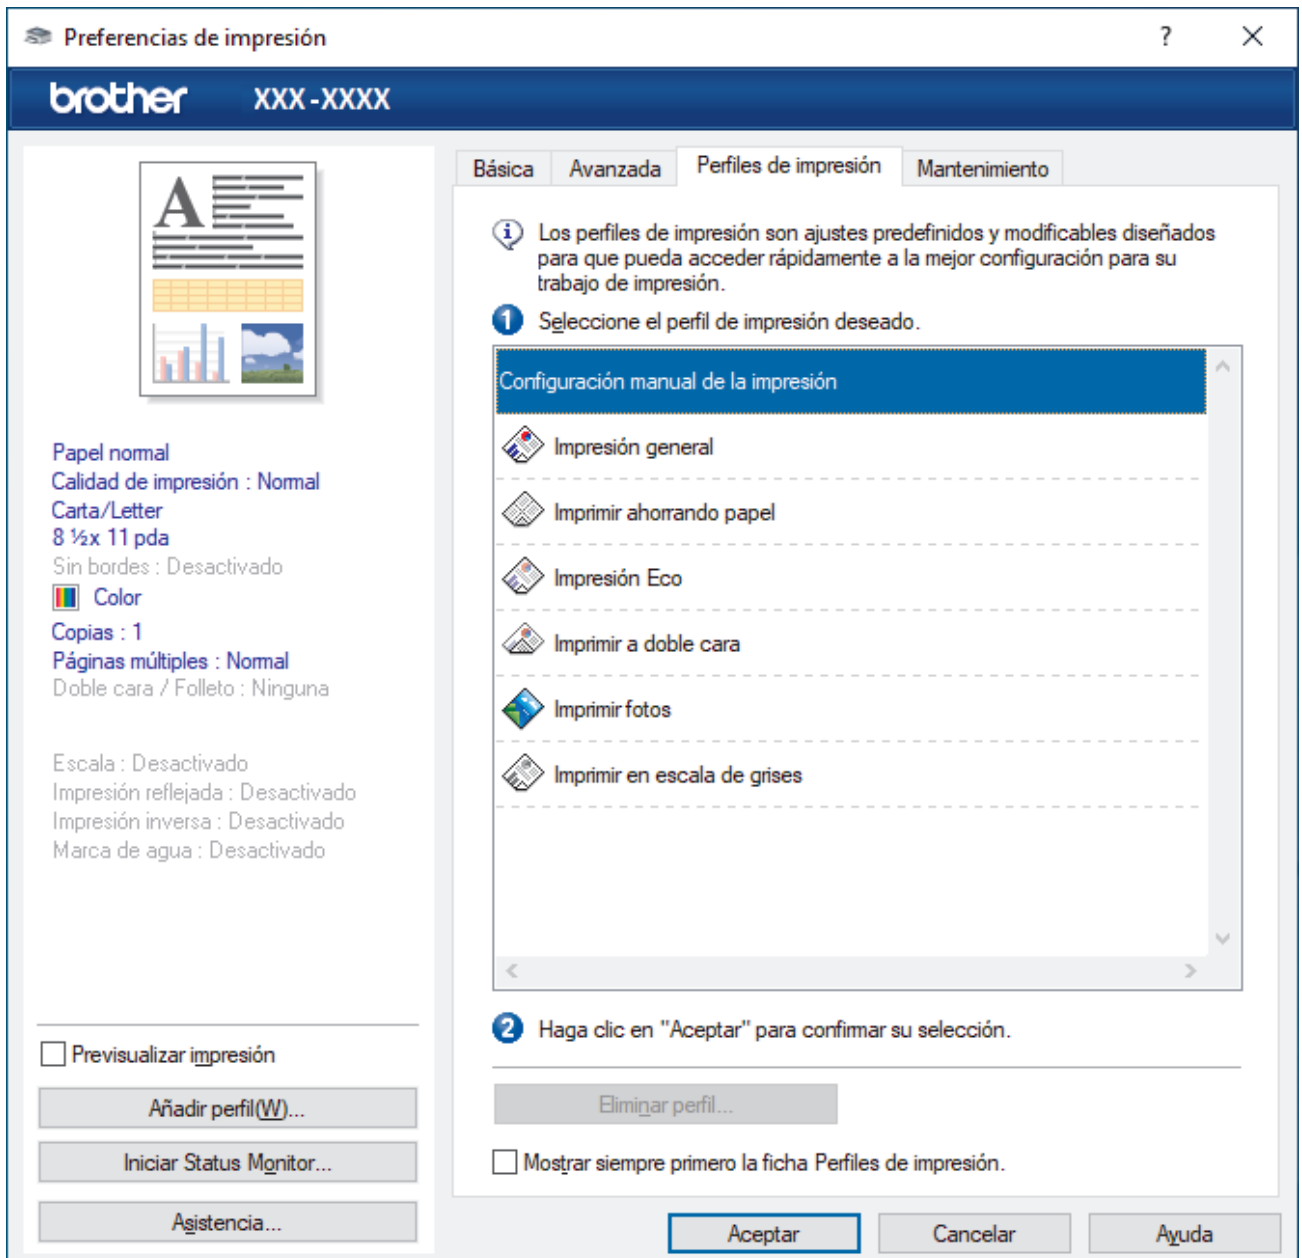 Preferencias de impresión
?
brother XXX-XXXX
A
Papel normal
Calidad de impresión : Normal
Carta/Letter
8 ½x 11 pda
Sin bordes : Desactivado
Color
Copias : 1
Páginas múltiples : Normal
Doble cara / Folleto : Ninguna
Escala : Desactivado
Impresión reflejada : Desactivado
Impresión inversa : Desactivado
Marca de agua : Desactivado
Previsualizar impresión
Añadir perfil(W)...
Iniciar Status Monitor...
Asistencia...
Básica Avanzada Perfiles de impresión Mantenimiento
Los perfiles de impresión son ajustes predefinidos y modificables diseñados
para que pueda acceder rápidamente a la mejor configuración para su
trabajo de impresión.
1 Seleccione el perfil de impresión deseado.
Configuración manual de la impresión
Impresión general
Imprimir ahorrando papel
Impresión Eco
Imprimir a doble cara
Imprimir fotos
Imprimir en escala de grises
2 Haga clic en "Aceptar" para confirmar su selección.
Eliminar perfil...
Mostrar siempre primero la ficha Perfiles de impresión.
Aceptar Cancelar Ayuda